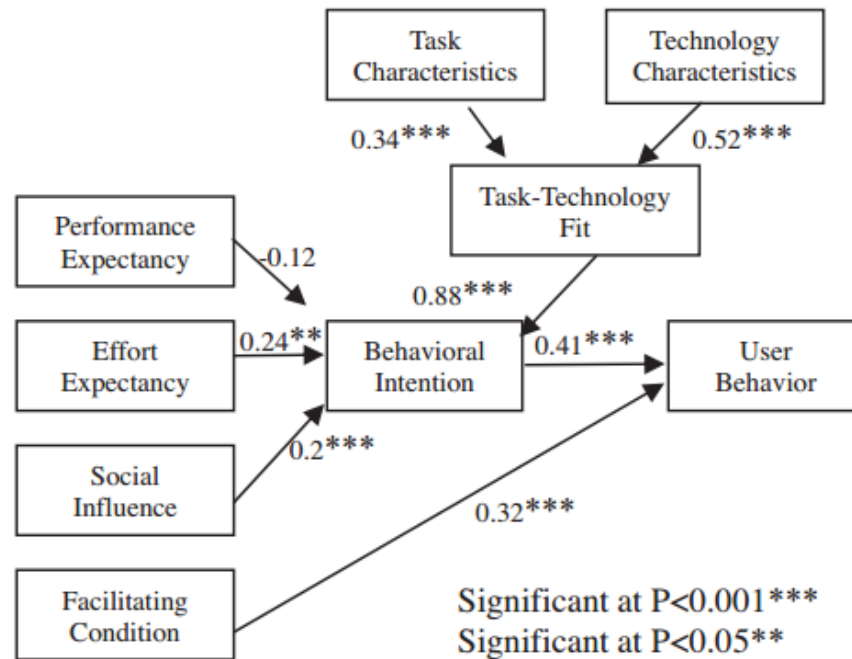 Task
Characteristics
Technology
Characteristics
0.34***
0.52***
Task-Technology
Fit
Performance
Expectancy
-0.12
0.88***
Effort
Expectancy
0.24**
Behavioral
Intention
0.41***
User
Behavior
Social
Influence
0.2***
0.32***
Facilitating
Condition
Significant at P<0.001***
Significant at P<0.05**